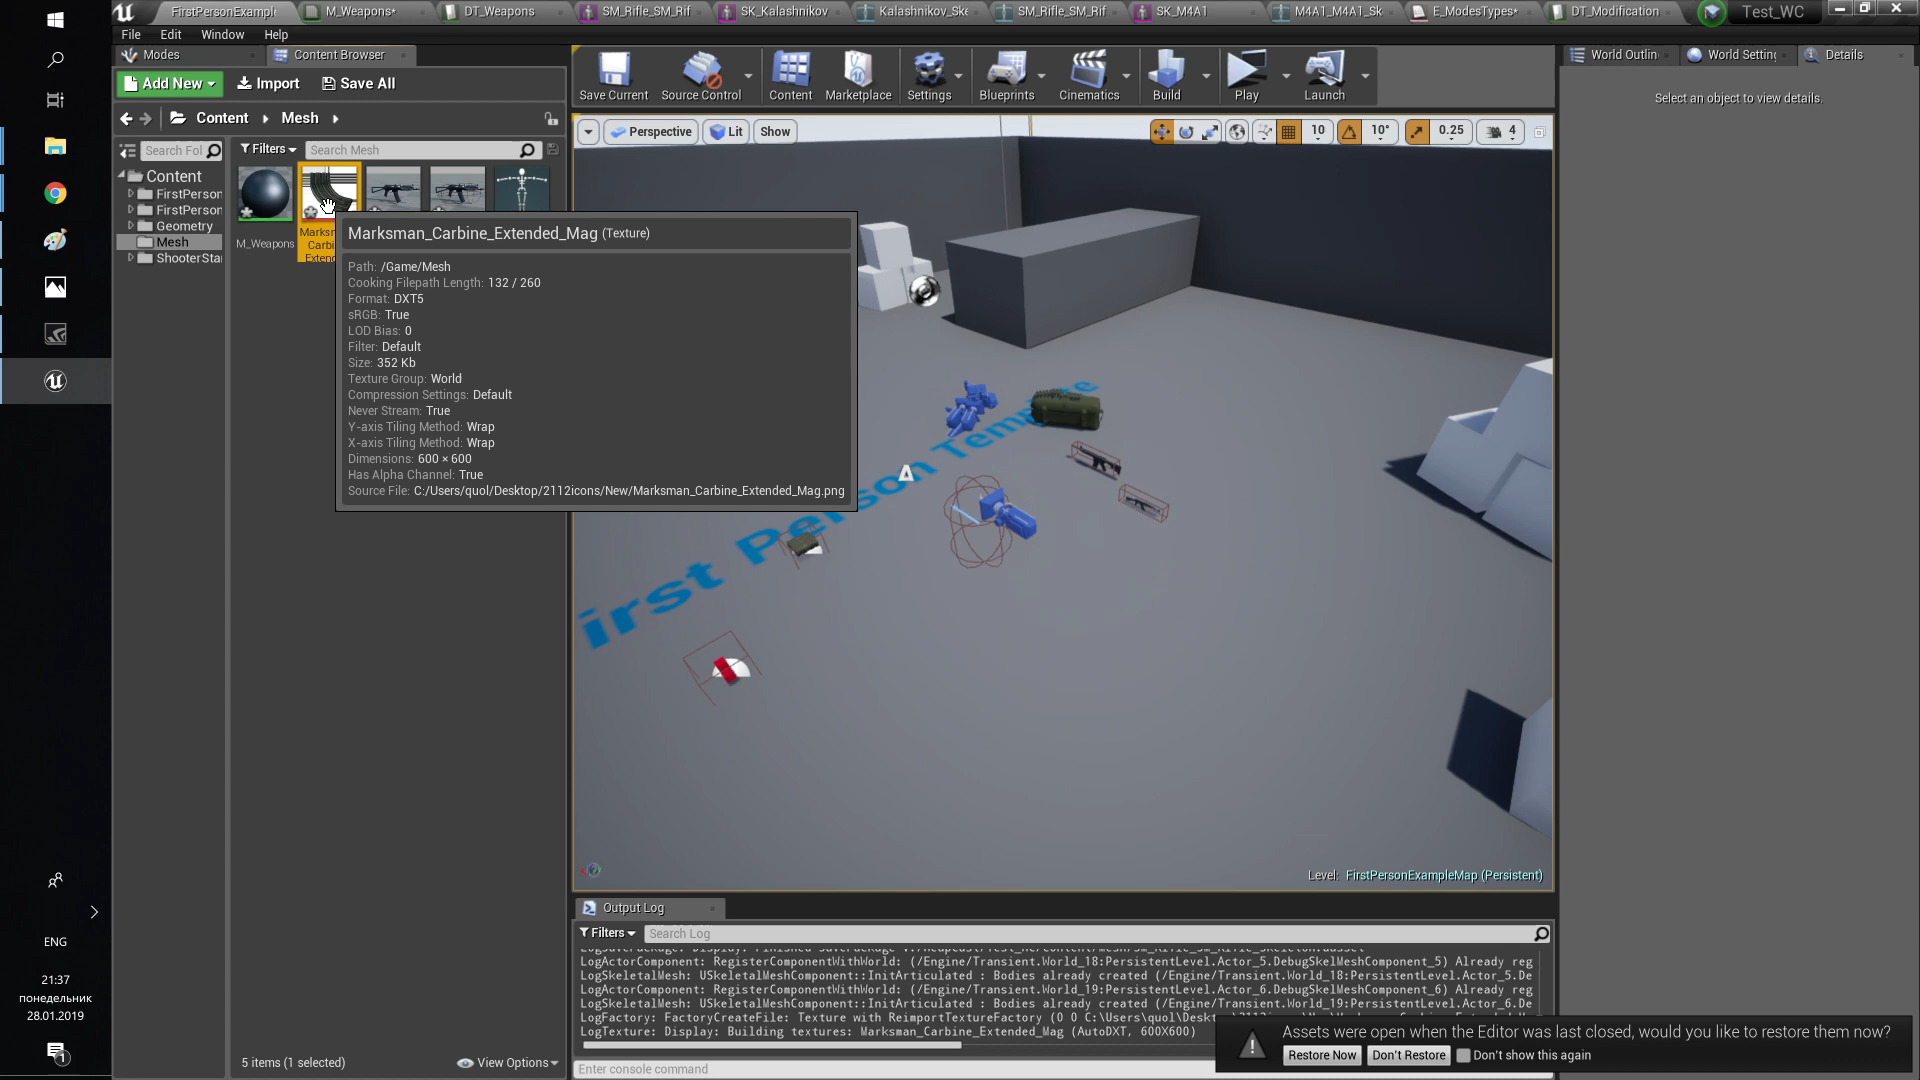 FirstPersonExampl
M_Weapons*
DT_Weapons
SM_Rifle_SM_Rif
SK_Kalashnikov
Kalashnikov_Ske
SM_Rifle_SM_Rif
SK_M4A1
M4A1_M4A1_Sk
E_ModesTypes*
DT_Modification
Test_WC
File Edit Window Help
Modes
Content Browser
World Outlin
World Setting
Details
Add New
Import
Save All
Save Current
Source Control
Content
Marketplace
Settings
Blueprints
Cinematics
Build
Play
Launch
Select an object to view details.
Content
Mesh
Filters
Search Fol
Search Mesh
Perspective
Lit
Show
10
10°
0.25
4
Content
FirstPerson
FirstPerson
Geometry
Mesh
ShooterSta
M_Weapons
Marksm
Carbi
Extend
Marksman_Carbine_Extended_Mag (Texture)
Path: /Game/Mesh
Cooking Filepath Length: 132 / 260
Format: DXT5
sRGB: True
LOD Bias: 0
Filter: Default
Size: 352 Kb
Texture Group: World
Compression Settings: Default
Never Stream: True
Y-axis Tiling Method: Wrap
X-axis Tiling Method: Wrap
Dimensions: 600 × 600
Has Alpha Channel: True
Source File: C:/Users/quol/Desktop/2112icons/New/Marksman_Carbine_Extended_Mag.png
irst Person Template
Level: FirstPersonExampleMap (Persistent)
Output Log
Filters
Search Log
LogActorComponent: RegisterComponentWithWorld: (/Engine/Transient.World_18:PersistentLevel.Actor_5.DebugSkelMeshComponent_5) Already reg
LogSkeletalMesh: USkeletalMeshComponent::InitArticulated : Bodies already created (/Engine/Transient.World_18:PersistentLevel.Actor_5.De
LogActorComponent: RegisterComponentWithWorld: (/Engine/Transient.World_19:PersistentLevel.Actor_6.DebugSkelMeshComponent_6) Already reg
LogSkeletalMesh: USkeletalMeshComponent::InitArticulated : Bodies already created (/Engine/Transient.World_19:PersistentLevel.Actor_6.De
LogFactory: FactoryCreateFile: Texture with ReimportTextureFactory (0 0 C:\Users\quol\Deskt
LogTexture: Display: Building textures: Marksman_Carbine_Extended_Mag (AutoDXT, 600X600)
Enter console command
5 items (1 selected)
View Options
Assets were open when the Editor was last closed, would you like to restore them now?
Restore Now
Don't Restore
Don't show this again
ENG
21:37
понедельник
28.01.2019
1